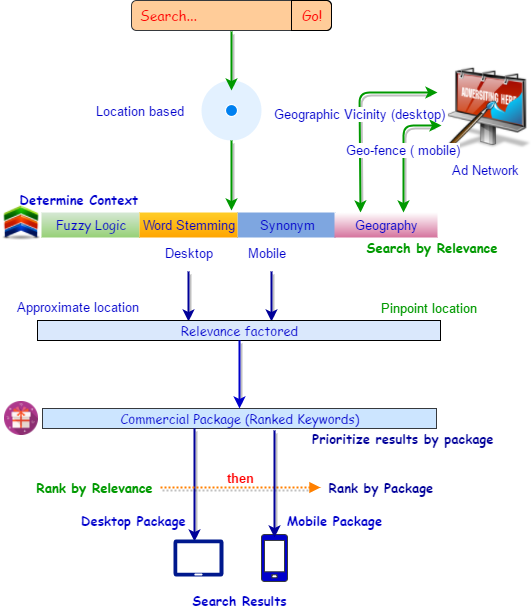 Search... Go!
Location based
Geographic Vicinity (desktop)
ADVERSITING HERE
Geo-fence ( mobile)
Ad Network
Determine Context
Fuzzy Logic Word Stemming Synonym Geography
Search by Relevance
Desktop Mobile
Approximate location Pinpoint location
Relevance factored
Commercial Package (Ranked Keywords)
Prioritize results by package
then
Rank by Relevance Rank by Package
Desktop Package Mobile Package
Search Results